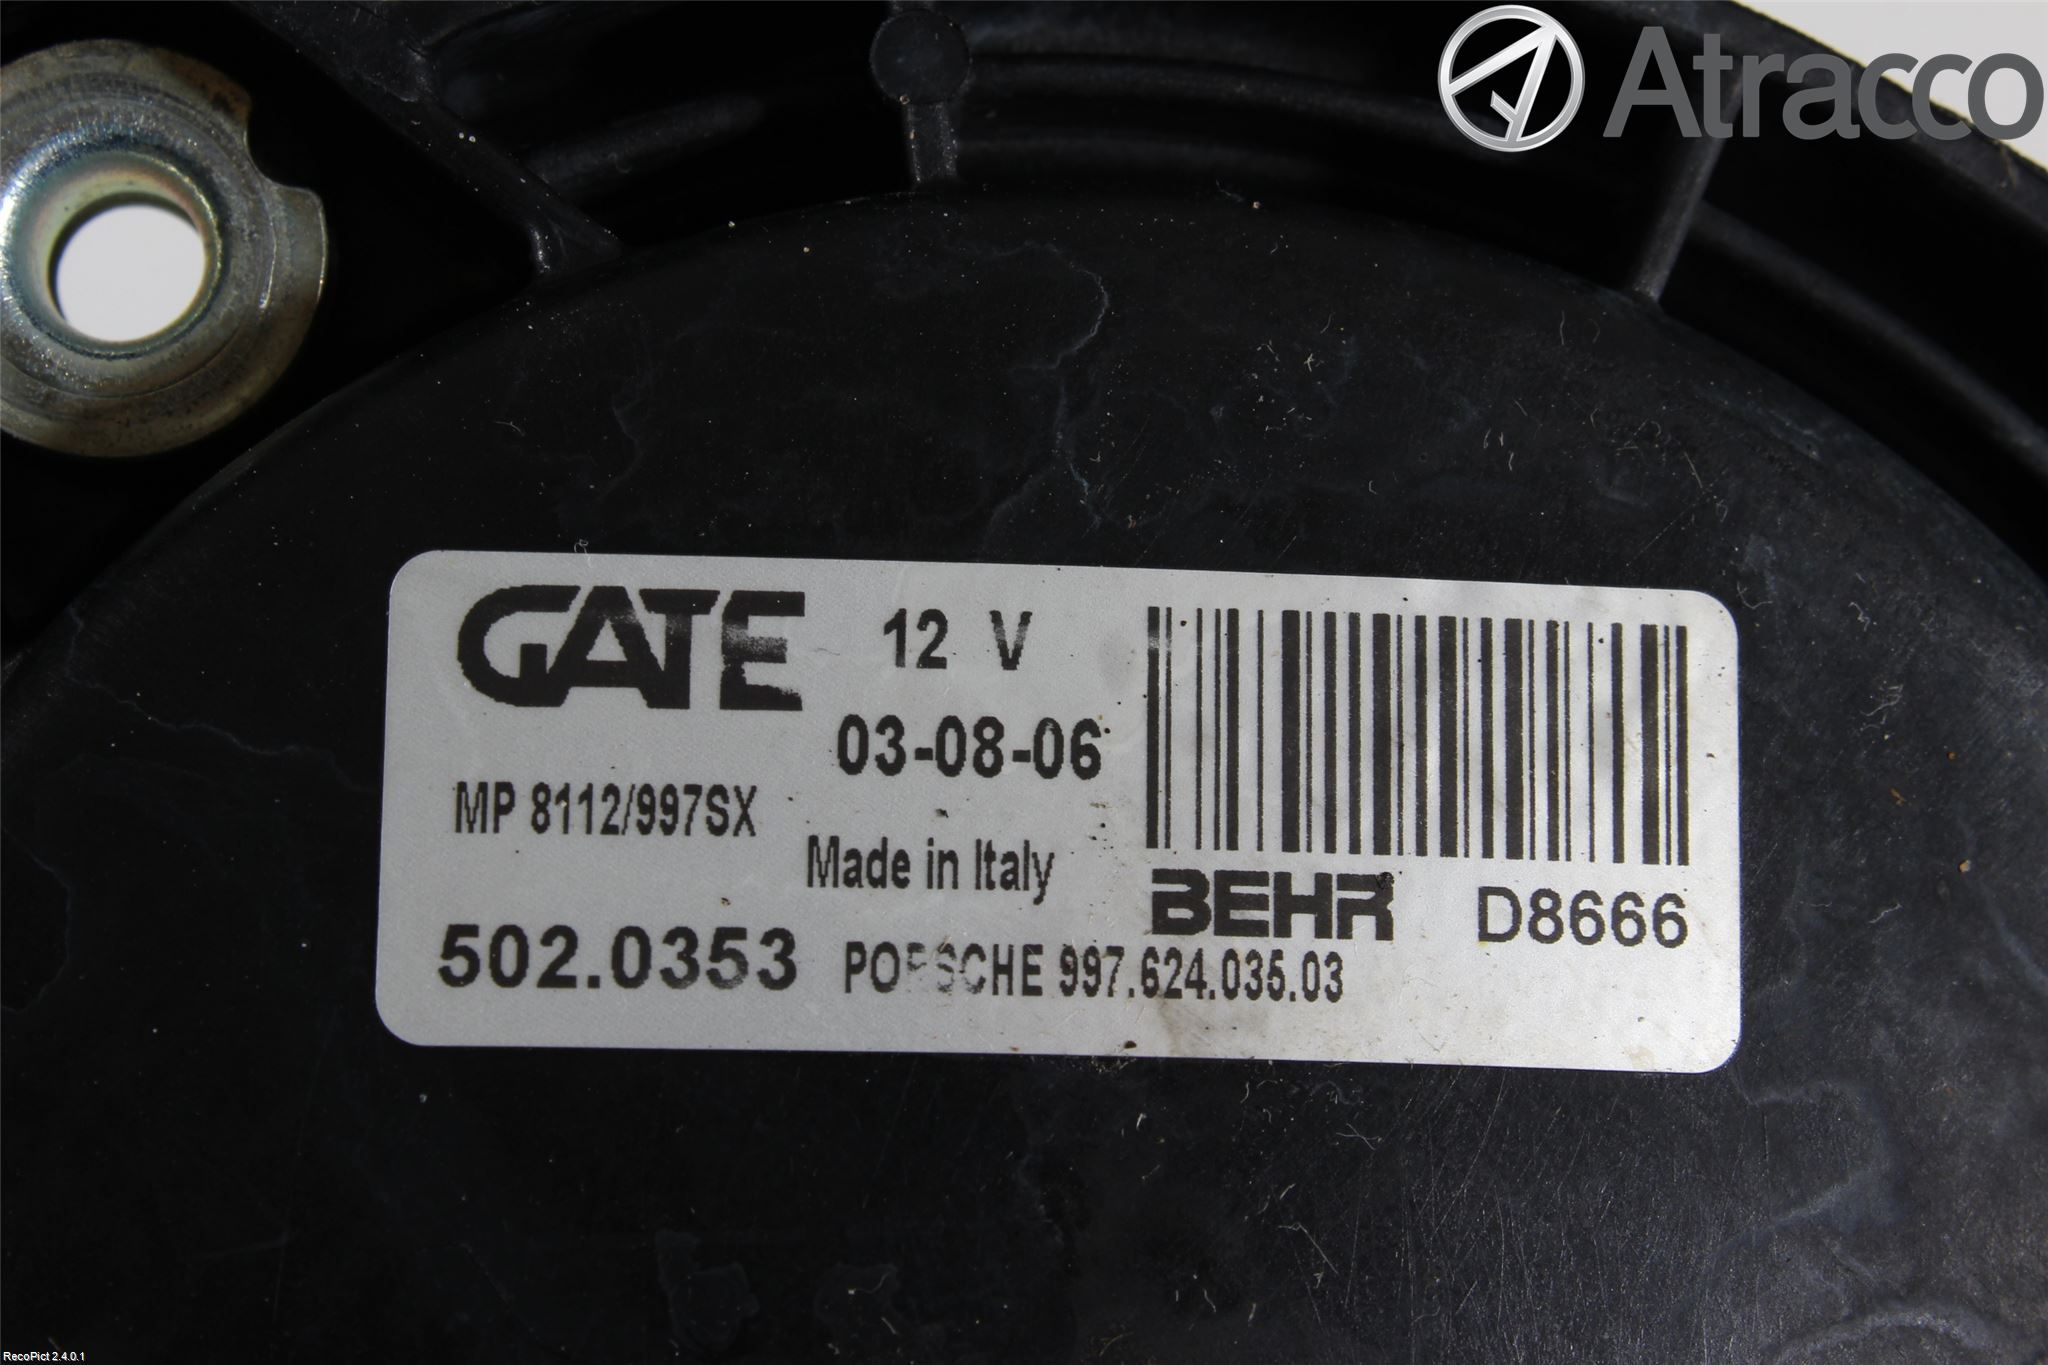 Atracco
GATE 12 V
03-08-06
MP 8112/997SX
Made in Italy
BEHR D8666
502.0353 PORSCHE 997.624.035.03
RecoPict 2.4.0.1